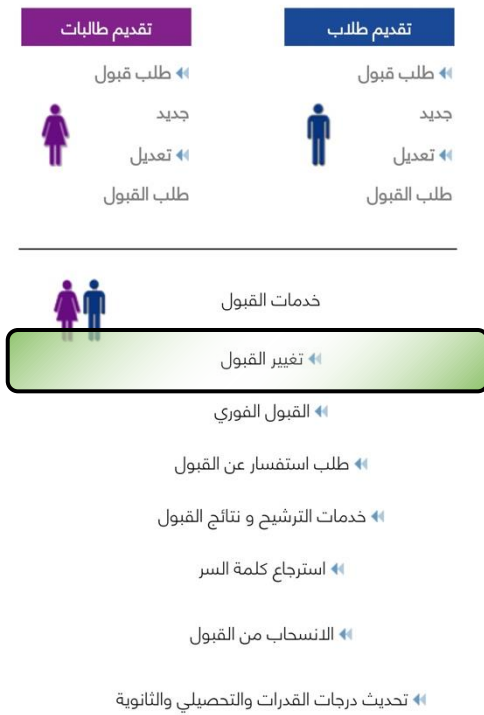 تقديم طلاب
طلب قبول
جديد
تعديل
طلب القبول
تقديم طالبات
طلب قبول
جديد
تعديل
طلب القبول
خدمات القبول
تغيير القبول
القبول الفوري
طلب استفسار عن القبول
خدمات الترشيح و نتائج القبول
استرجاع كلمة السر
الانسحاب من القبول
تحديث درجات القدرات والتحصيلي والثانوية